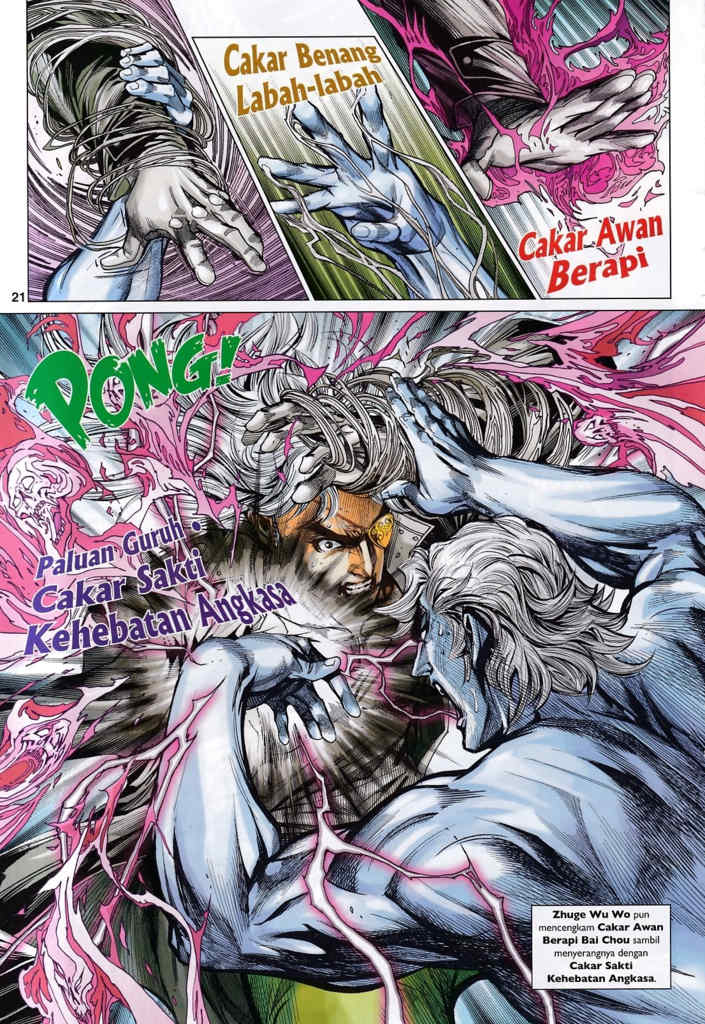 Cakar Benang
Labah-labah
Cakar Awan
Berapi
21
PONG!
Paluan Guruh •
Cakar Sakti
Kehebatan Angkasa
Zhuge Wu Wo pun
mencengkam Cakar Awan
Berapi Bai Chou sambil
menyerangnya dengan
Cakar Sakti
Kehebatan Angkasa.